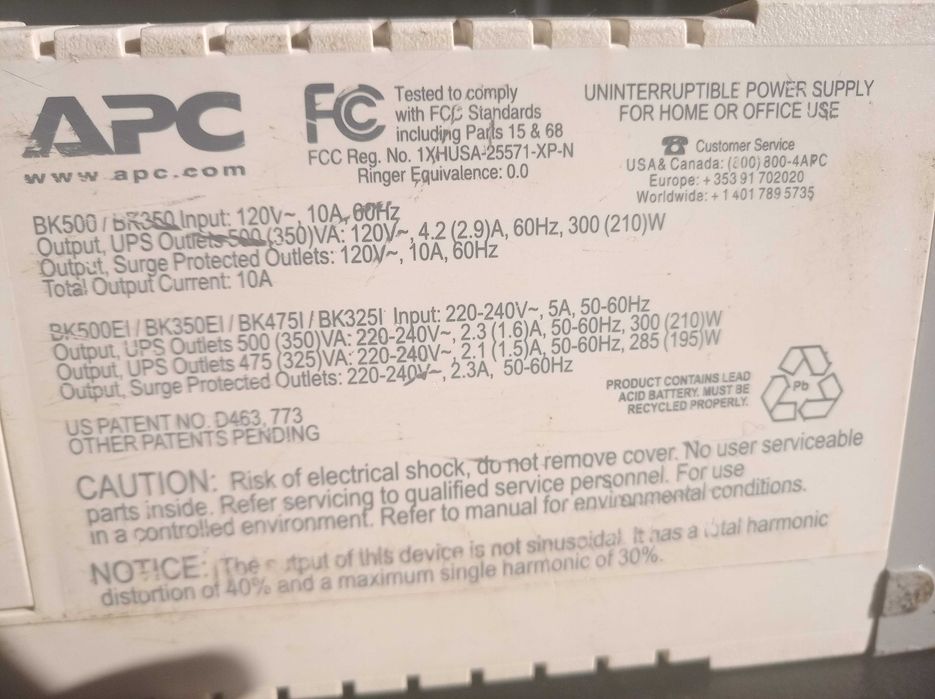 APC
www.apc.com
FC
Tested to comply
with FCC Standards
including Parts 15 & 68
FCC Reg. No. 1XHUSA-25571-XP-N
Ringer Equivalence: 0.0
UNINTERRUPTIBLE POWER SUPPLY
FOR HOME OR OFFICE USE
Customer Service
USA& Canada: (800) 800-4APC
Europe: +353 91 702020
Worldwide: +1 401 789 5735
BK500 / BK350 Input: 120V~, 10A, 60Hz
Output, UPS Outlets 500 (350)VA: 120V~, 4.2 (2.9)A, 60Hz, 300 (210)W
Output, Surge Protected Outlets: 120V~, 10A, 60Hz
Total Output Current: 10A
BK500EI / BK350EI / BK475I / BK325I Input: 220-240V~, 5A, 50-60Hz
Output, UPS Outlets 500 (350)VA: 220-240V~, 2.3 (1.6)A, 50-60Hz, 300 (210)W
Output, UPS Outlets 475 (325)VA: 220-240V~, 2.1 (1.5)A, 50-60Hz, 285 (195)W
Output, Surge Protected Outlets: 220-240V~, 2.3A, 50-60Hz
PRODUCT CONTAINS LEAD
ACID BATTERY. MUST BE
RECYCLED PROPERLY.
Pb
US PATENT NO. D463,773
OTHER PATENTS PENDING
CAUTION: Risk of electrical shock, do not remove cover. No user serviceable
parts inside. Refer servicing to qualified service personnel. For use
in a controlled environment. Refer to manual for environmental conditions.
NOTICE: The output of this device is not sinusoidal. It has a total harmonic
distortion of 40% and a maximum single harmonic of 30%.